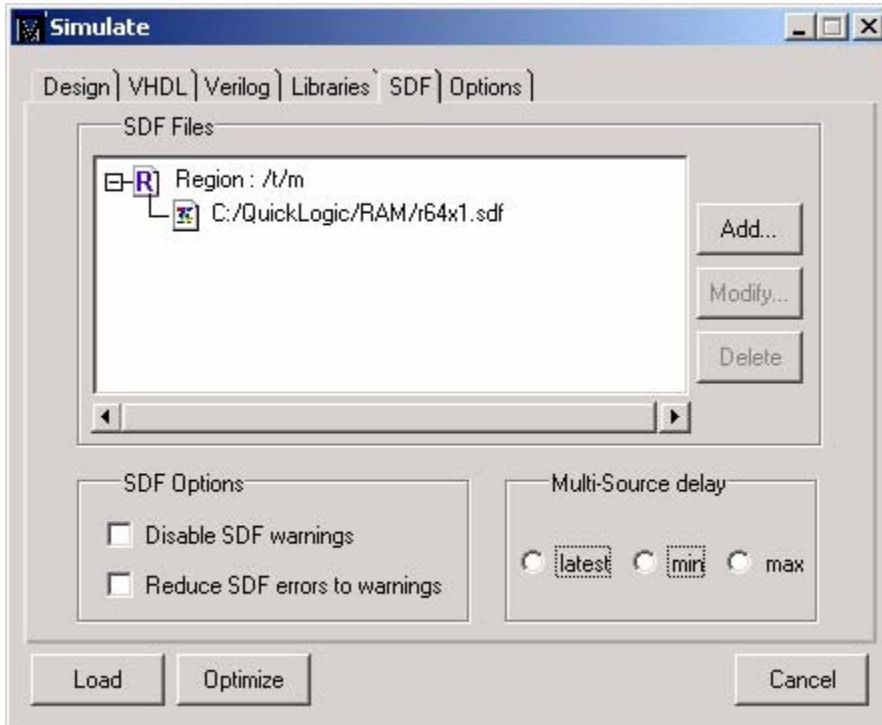 Simulate
Design VHDL Verilog Libraries SDF Options
SDF Files
R Region : /t/m
C:/QuickLogic/RAM/r64x1.sdf
Add...
Modify...
Delete
SDF Options
Disable SDF warnings
Reduce SDF errors to warnings
Multi-Source delay
latest min max
Load Optimize Cancel